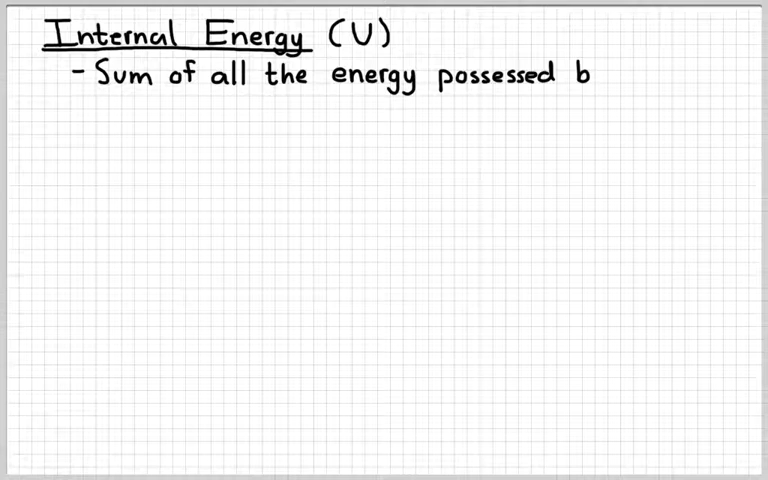 Internal Energy (U)
- Sum of all the energy possessed b